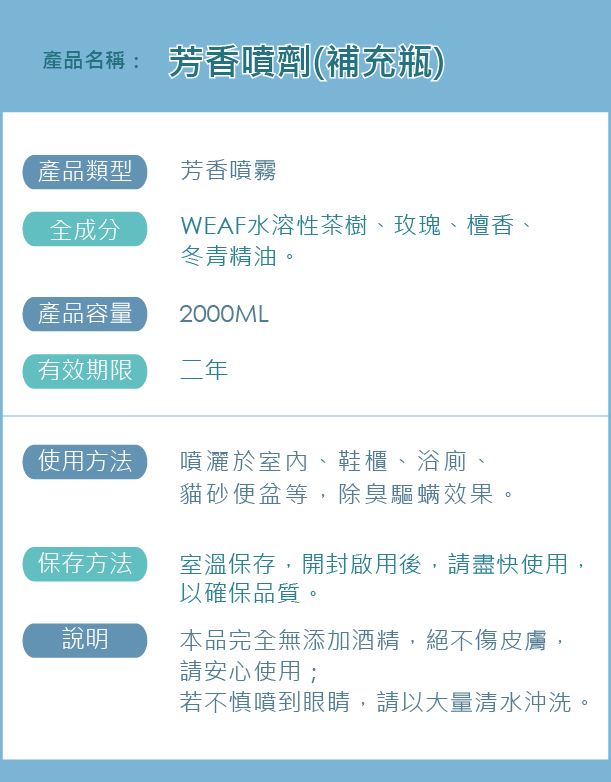 產品名稱：芳香噴劑(補充瓶)
產品類型 芳香噴霧
全成分 WEAF水溶性茶樹、玫瑰、檀香、
冬青精油。
產品容量 2000ML
有效期限 二年
使用方法 噴灑於室內、鞋櫃、浴廁、
貓砂便盆等，除臭驅蟎效果。
保存方法 室溫保存，開封啟用後，請盡快使用，
以確保品質。
說明 本品完全無添加酒精，絕不傷皮膚，
請安心使用；
若不慎噴到眼睛，請以大量清水沖洗。